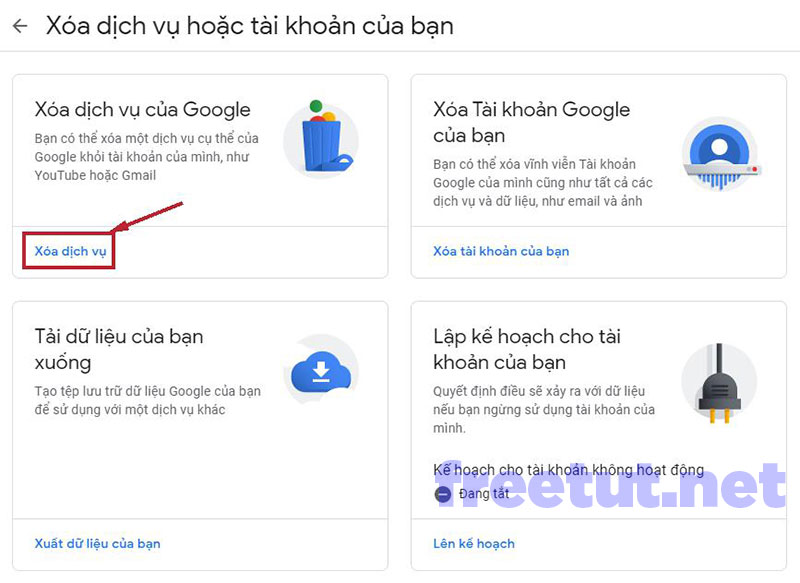 Xóa dịch vụ hoặc tài khoản của bạn
Xóa dịch vụ của Google
Bạn có thể xóa một dịch vụ cụ thể của
Google khỏi tài khoản của mình, như
YouTube hoặc Gmail
Xóa dịch vụ
Xóa Tài khoản Google
của bạn
Bạn có thể xóa vĩnh viễn Tài khoản
Google của mình cũng như tất cả các
dịch vụ và dữ liệu, như email và ảnh
Xóa tài khoản của bạn
Tải dữ liệu của bạn
xuống
Tạo tệp lưu trữ dữ liệu Google của bạn
để sử dụng với một dịch vụ khác
Xuất dữ liệu của bạn
Lập kế hoạch cho tài
khoản của bạn
Quyết định điều sẽ xảy ra với dữ liệu
nếu bạn ngừng sử dụng tài khoản của
mình.
Kế hoạch cho tài khoản không hoạt động
Đang tắt
freetut.net
Lên kế hoạch